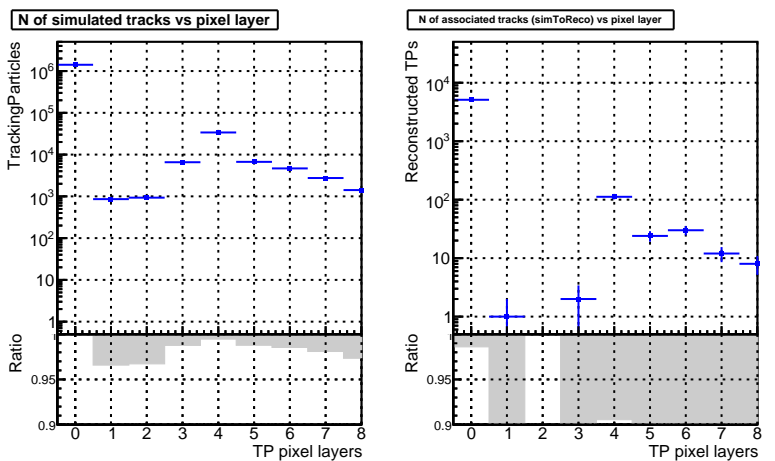 N of simulated tracks vs pixel layer
TrackingParticles
10^6
10^5
10^4
10^3
10^2
10
1
Ratio
0.95
0.9
0 1 2 3 4 5 6 7 8
TP pixel layers
N of associated tracks (simToReco) vs pixel layer
Reconstructed TPs
10^4
10^3
10^2
10
1
Ratio
0.95
0.9
0 1 2 3 4 5 6 7 8
TP pixel layers